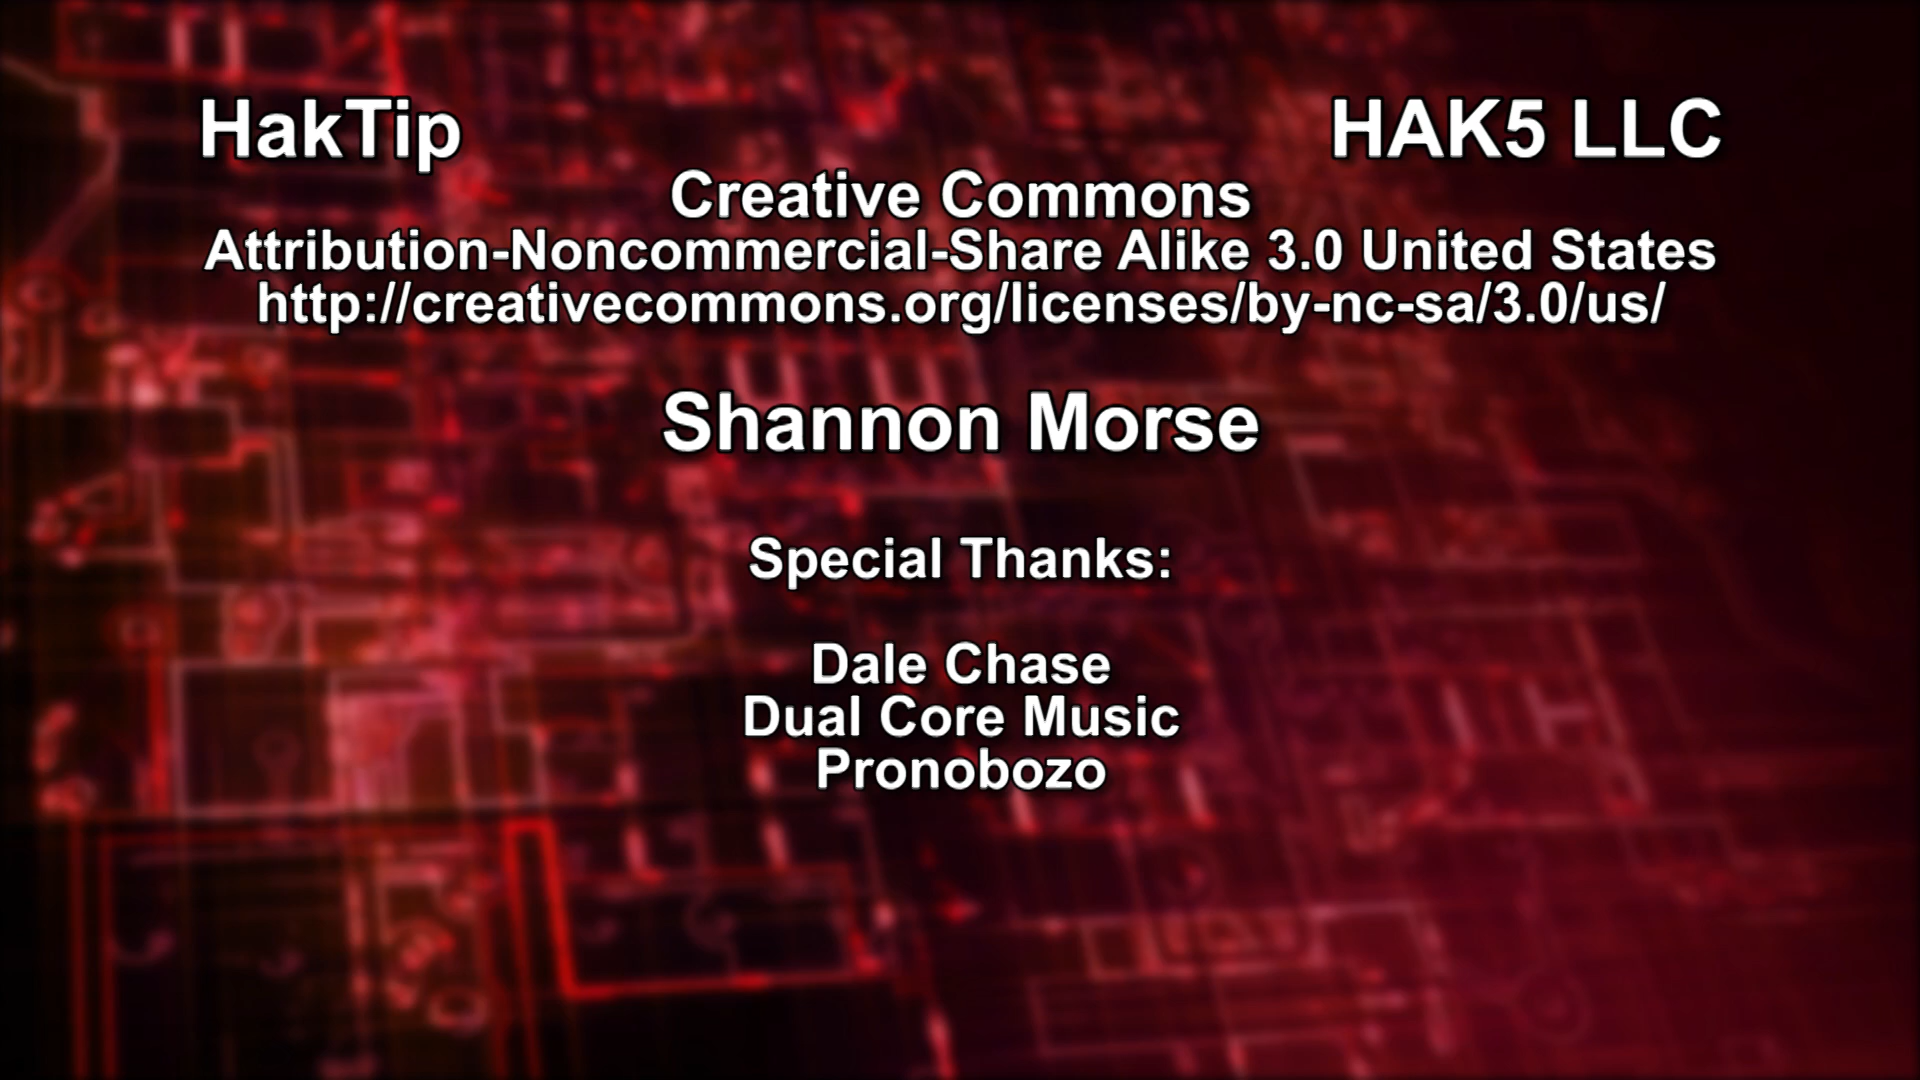 HakTip HAK5 LLC
Creative Commons
Attribution-Noncommercial-Share Alike 3.0 United States
http://creativecommons.org/licenses/by-nc-sa/3.0/us/
Shannon Morse
Special Thanks:
Dale Chase
Dual Core Music
Pronobozo